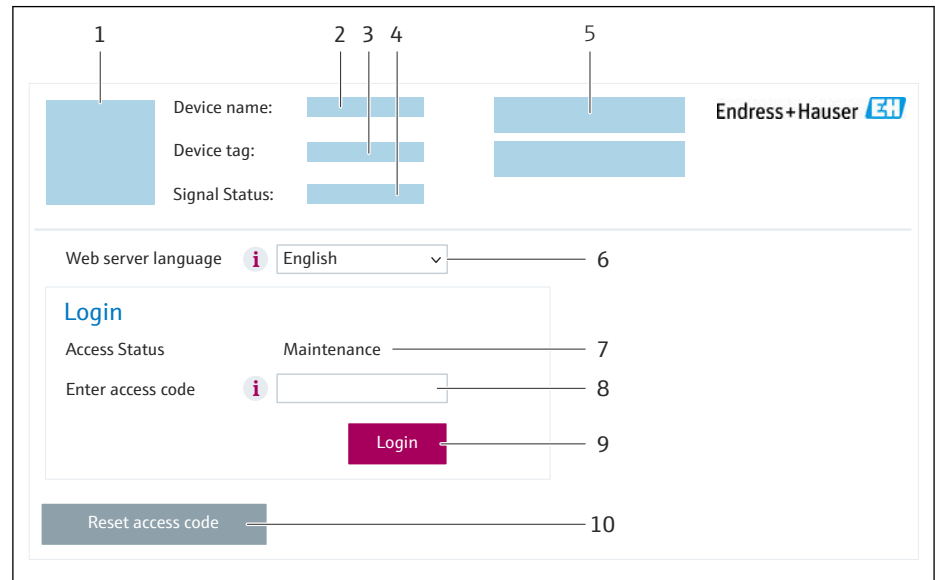 1 2 3 4 5
Device name:
Endress+Hauser EH
Device tag:
Signal Status:
Web server language i English 6
Login
Access Status Maintenance 7
Enter access code i 8
Login 9
Reset access code 10